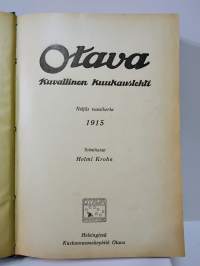 Otava
Kuvallinen Kuukauslehti
Neljäs vuosikerta
1915
Toimittanut
Helmi Krohn
Helsingissä
Kustannusosakeyhtiö Otava